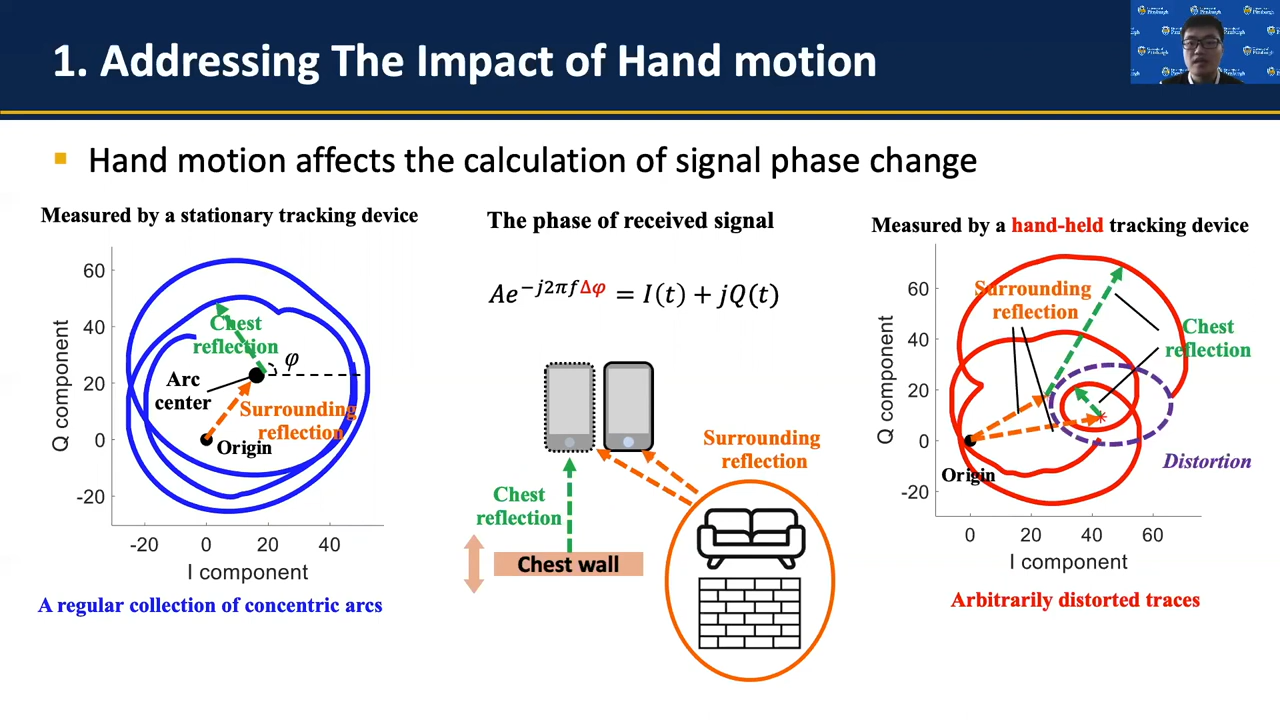 1. Addressing The Impact of Hand motion
Hand motion affects the calculation of signal phase change
Measured by a stationary tracking device
60
40
20
0
-20
-20
0
20
40
Q component
I component
Chest
reflection
φ
Arc
center
Surrounding
reflection
Origin
A regular collection of concentric arcs
The phase of received signal
Ae^{-j2πfΔφ} = I(t) + jQ(t)
Surrounding
reflection
Chest
reflection
Chest wall
Measured by a hand-held tracking device
60
40
20
0
-20
0
20
40
60
Q component
I component
Surrounding
reflection
Chest
reflection
Origin
Distortion
Arbitrarily distorted traces